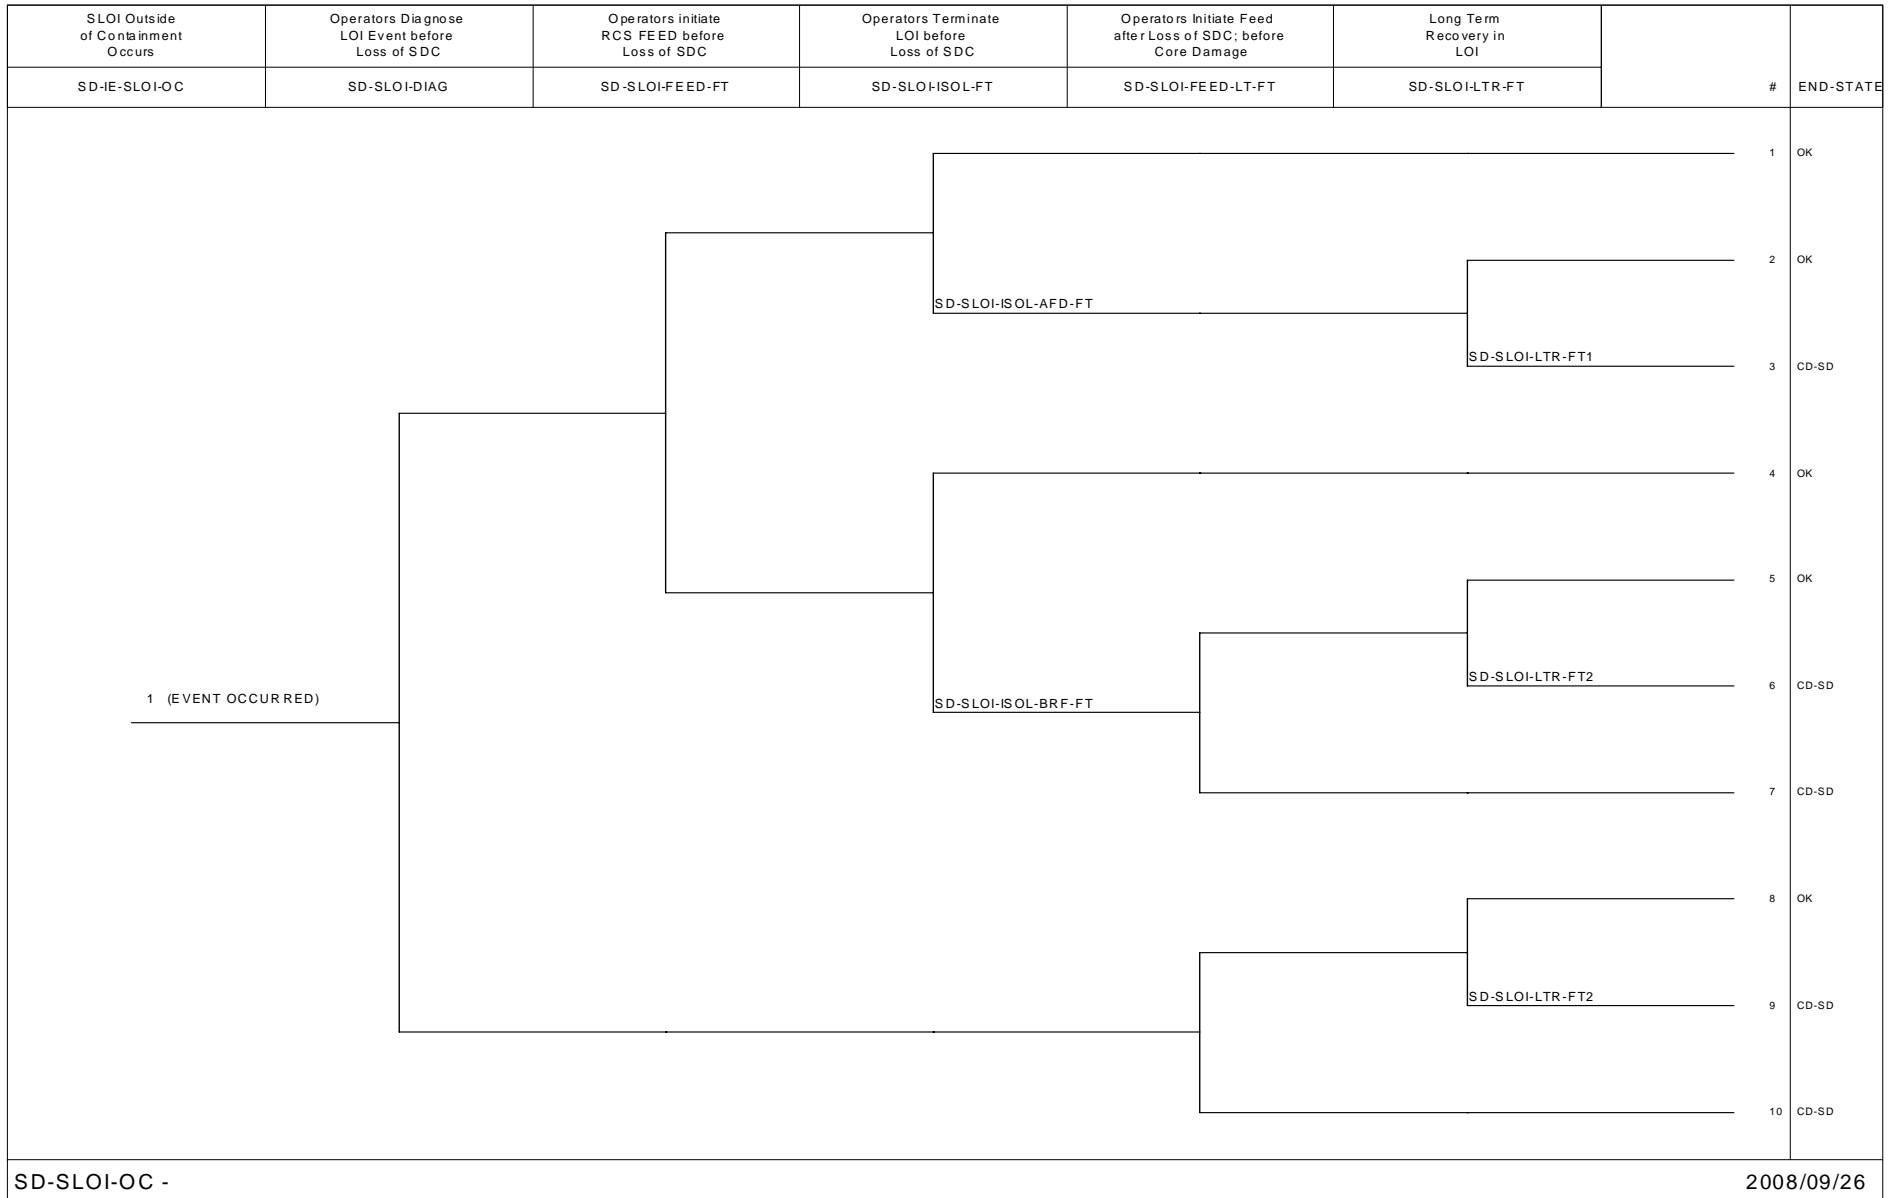 SLOI Outside
of Containment
Occurs
Operators Diagnose
LOI Event before
Loss of SDC
Operators initiate
RCS FEED before
Loss of SDC
Operators Terminate
LOI before
Loss of SDC
Operators Initiate Feed
after Loss of SDC; before
Core Damage
Long Term
Recovery in
LOI
SD-IE-SLOI-OC
SD-SLOI-DIAG
SD-SLOI-FEED-FT
SD-SLOI-ISOL-FT
SD-SLOI-FEED-LT-FT
SD-SLOI-LTR-FT
#
END-STATE
1 OK
2 OK
SD-SLOI-ISOL-AFD-FT
SD-SLOI-LTR-FT1
3 CD-SD
4 OK
5 OK
SD-SLOI-LTR-FT2
6 CD-SD
1 (EVENT OCCURRED)
SD-SLOI-ISOL-BRF-FT
7 CD-SD
8 OK
SD-SLOI-LTR-FT2
9 CD-SD
10 CD-SD
SD-SLOI-OC -
2008/09/26